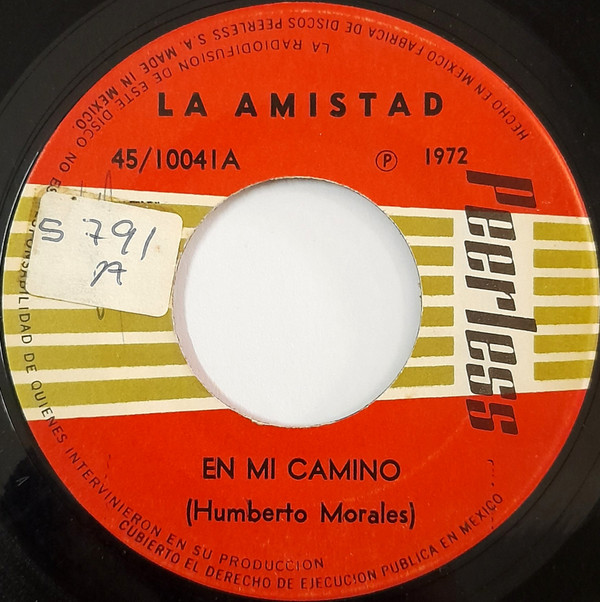 HECHO EN MEXICO FABRICA DE DISCOS PEERLESS S.A. MADE IN MEXICO.
LA RADIODIFUSION DE ESTE DISCO NO ES RESPONSABILIDAD DE QUIENES INTERVINIERON EN SU PRODUCCION
CUBIERTO EL DERECHO DE EJECUCION PUBLICA EN MEXICO
LA AMISTAD
45/10041A
Ⓟ 1972
S 791
A
Peerless
EN MI CAMINO
(Humberto Morales)